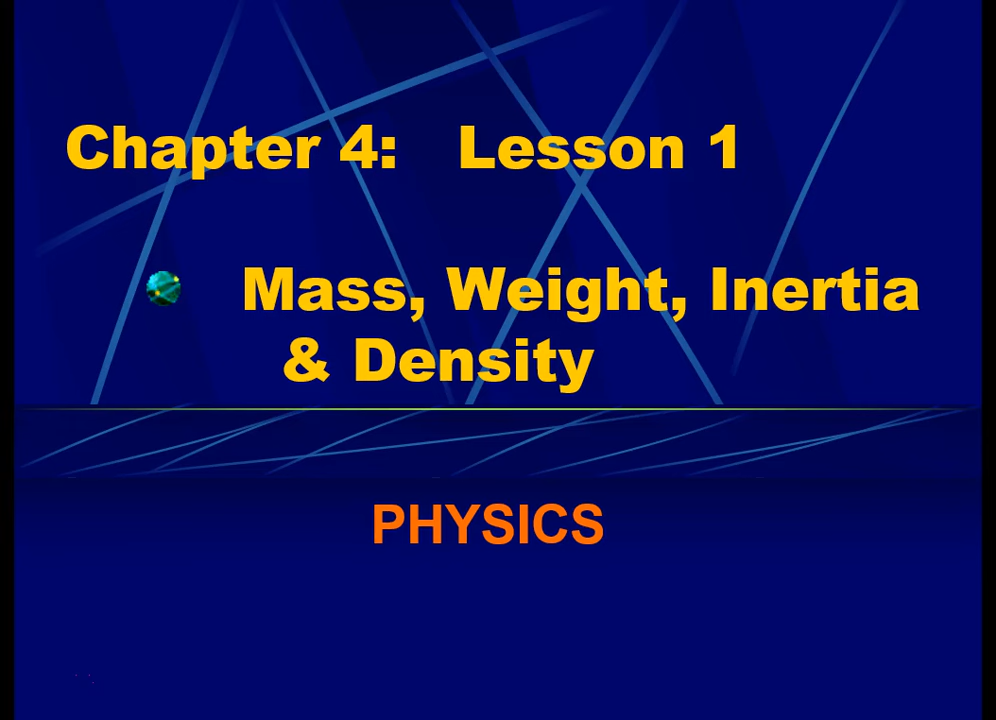 Chapter 4: Lesson 1
Mass, Weight, Inertia
& Density
PHYSICS